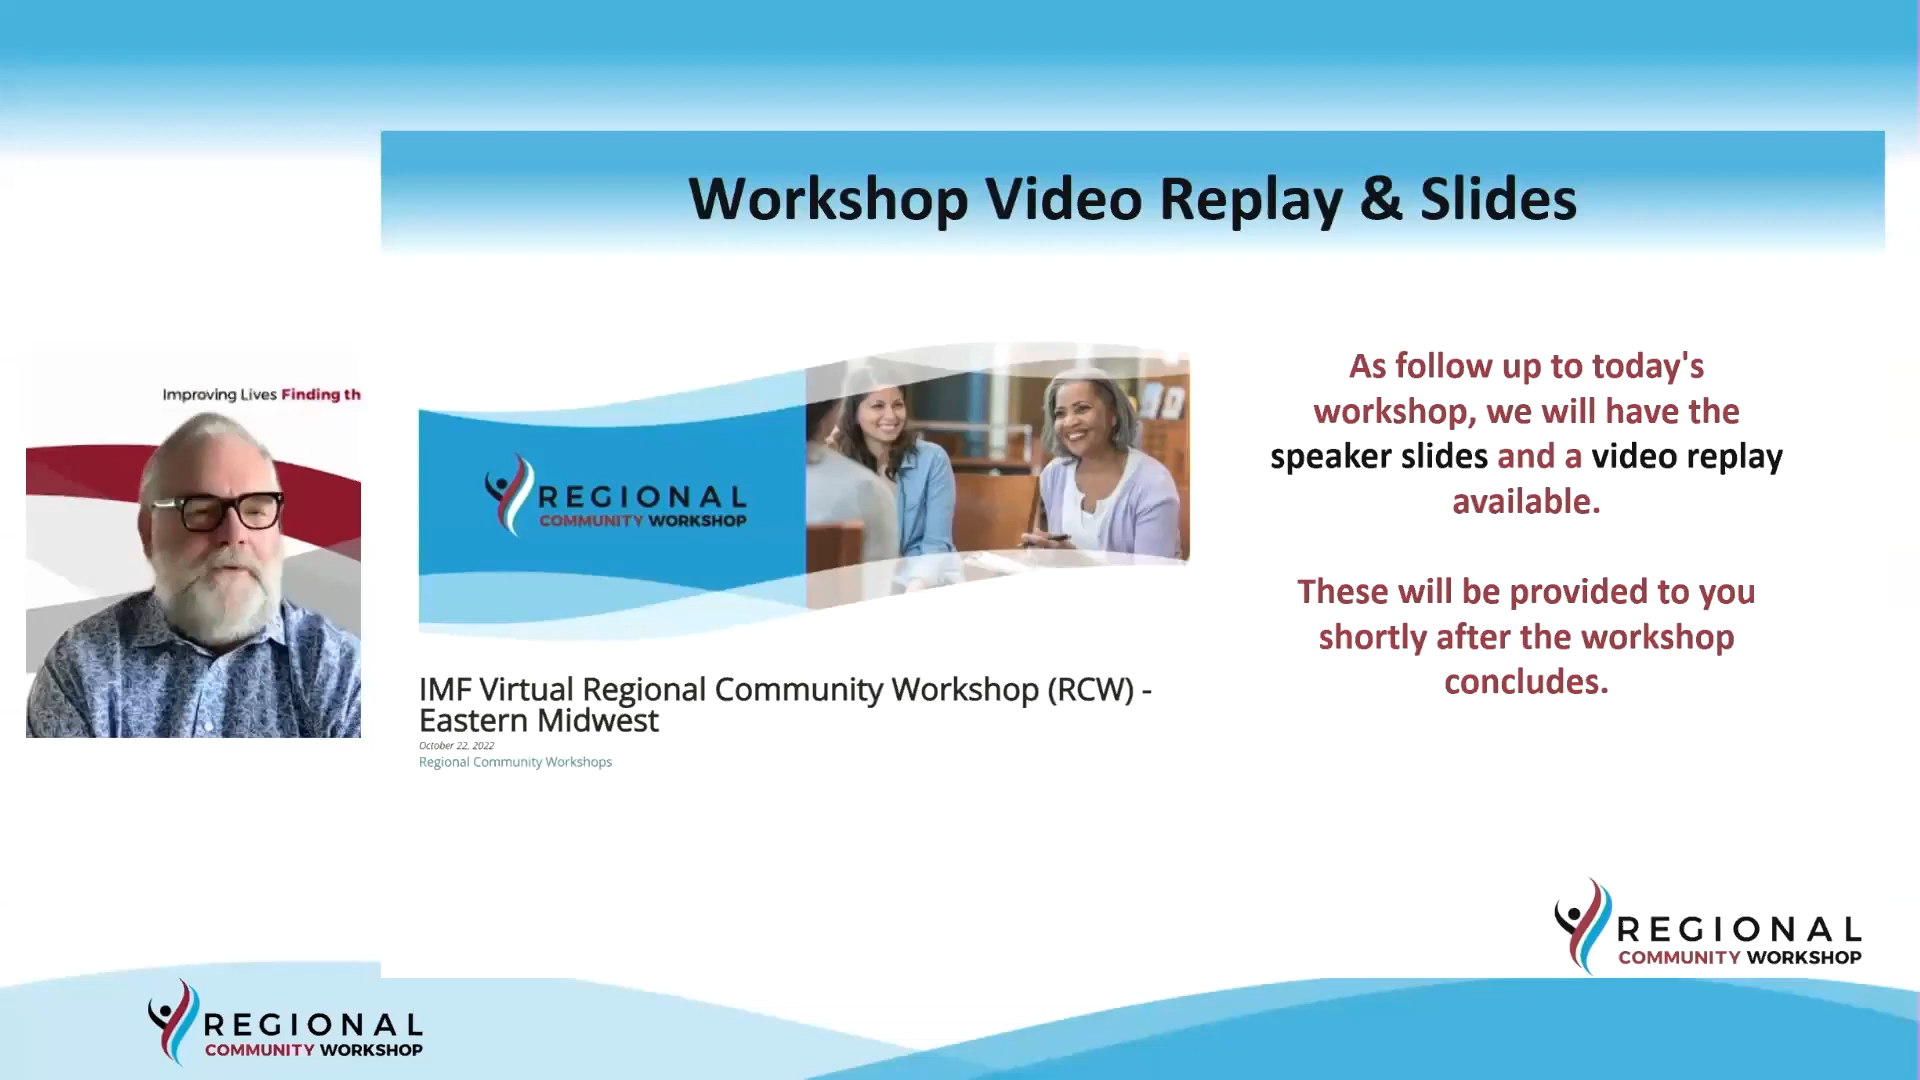 Workshop Video Replay & Slides
Improving Lives Finding th
REGIONAL
COMMUNITY WORKSHOP
IMF Virtual Regional Community Workshop (RCW) -
Eastern Midwest
October 22, 2022
Regional Community Workshops
As follow up to today's
workshop, we will have the
speaker slides and a video replay
available.
These will be provided to you
shortly after the workshop
concludes.
REGIONAL
COMMUNITY WORKSHOP
REGIONAL
COMMUNITY WORKSHOP